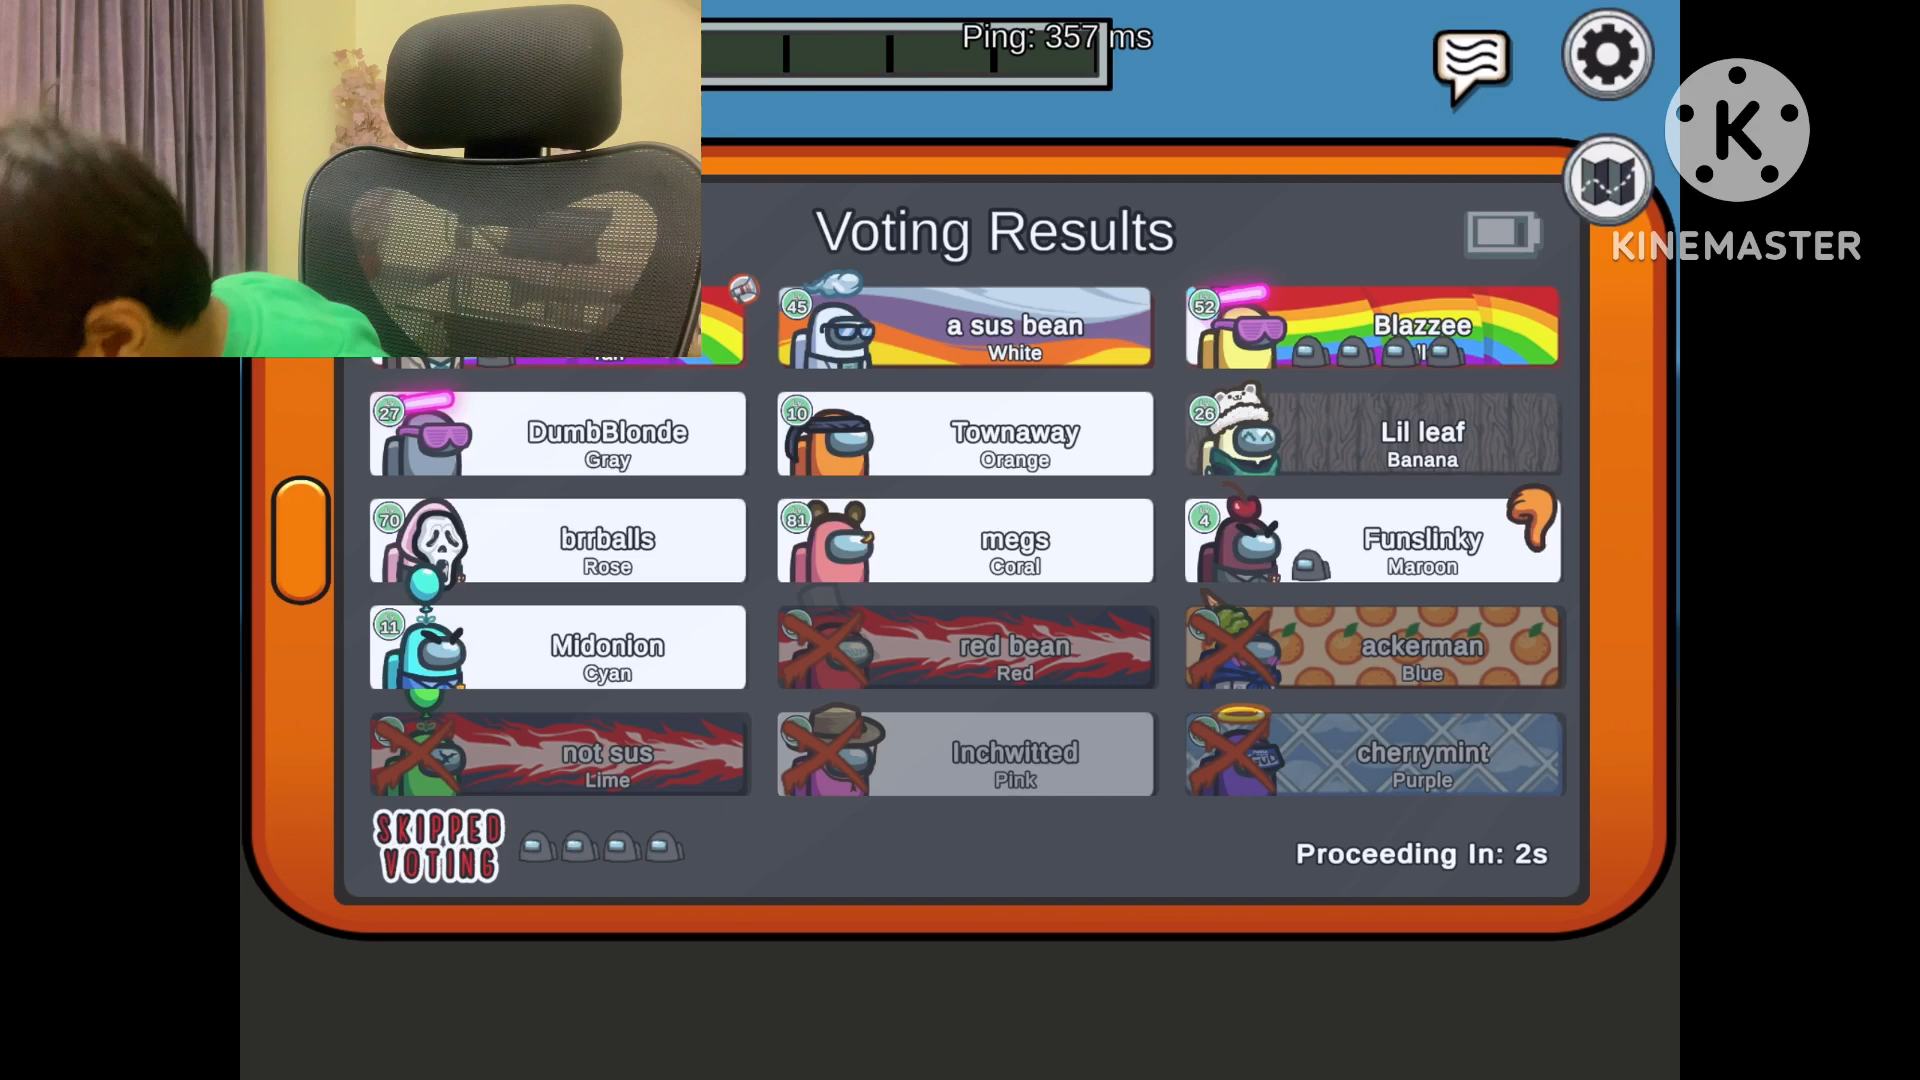 Ping: 357 ms
K
KINEMASTER
Voting Results
45
a sus bean
White
52
Blazzee
27
DumbBlonde
Gray
10
Townaway
Orange
26
Lil leaf
Banana
70
brrballs
Rose
81
megs
Coral
4
Funslinky
Maroon
11
Midonion
Cyan
red bean
Red
ackerman
Blue
not sus
Lime
Inchwitted
Pink
cherrymint
Purple
SKIPPED
VOTING
Proceeding In: 2s